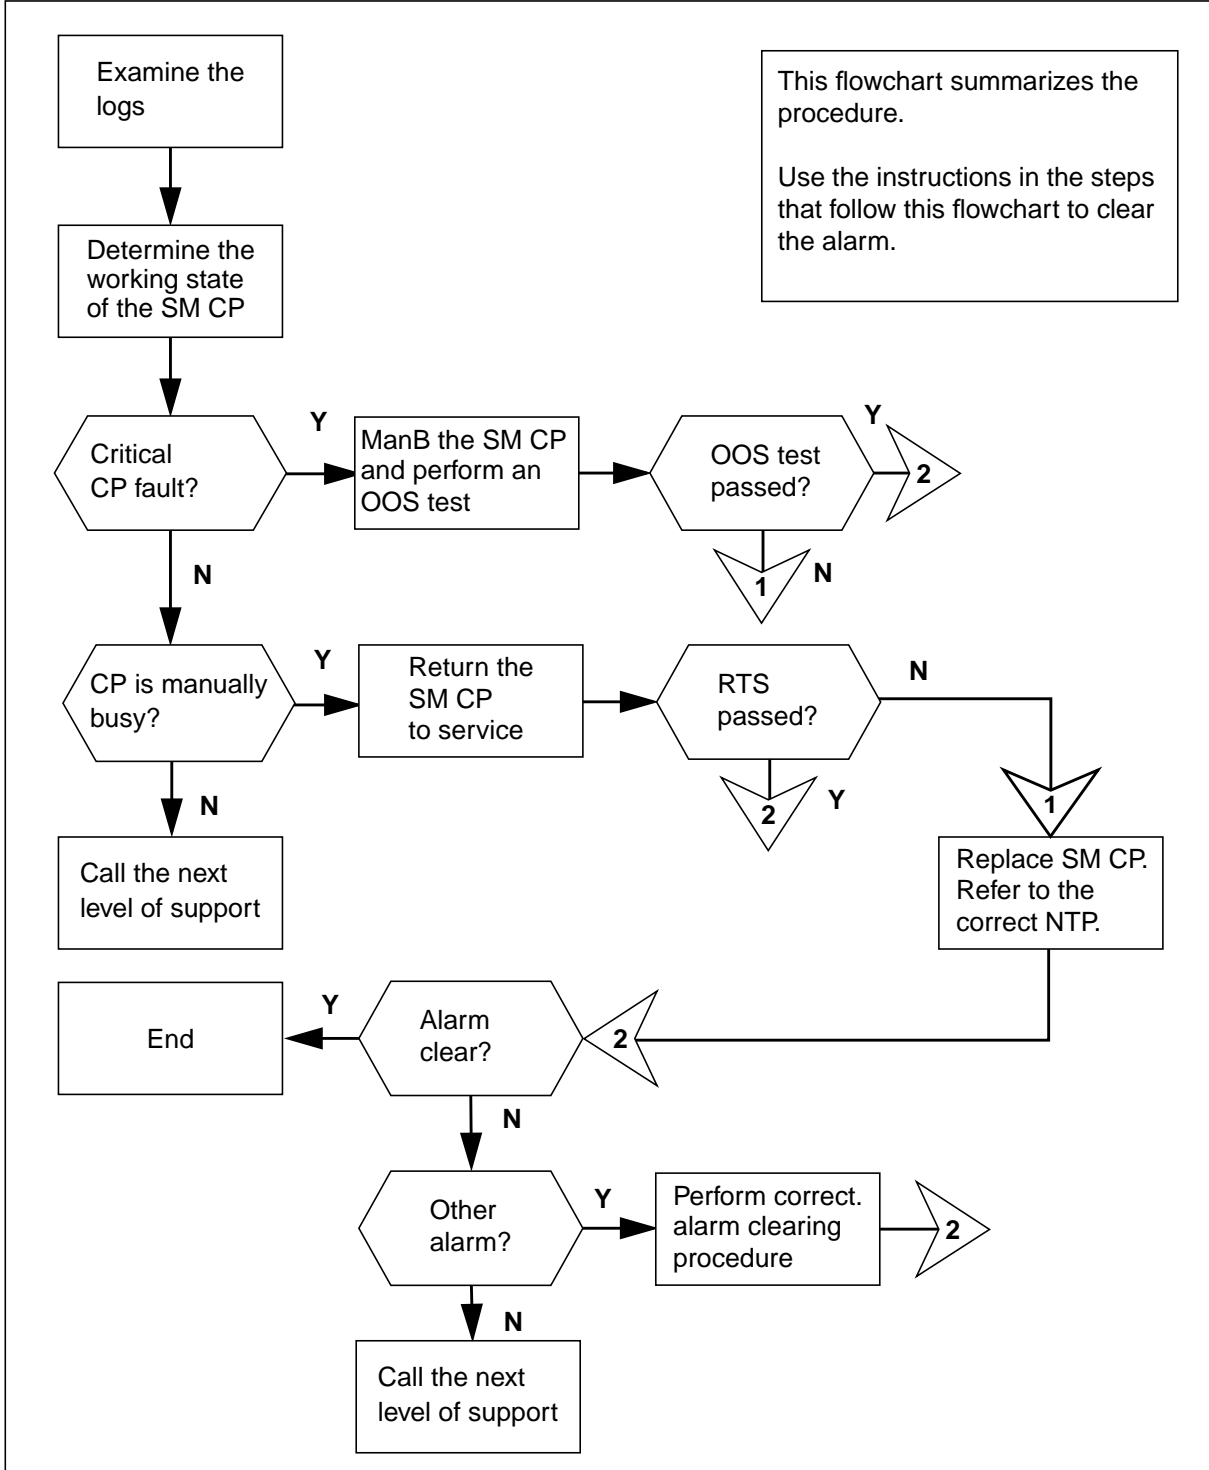 Examine the
logs
This flowchart summarizes the
procedure.
Use the instructions in the steps
that follow this flowchart to clear
the alarm.
Determine the
working state
of the SM CP
Critical
CP fault?
Y
ManB the SM CP
and perform an
OOS test
OOS test
passed?
Y
2
N
1
N
CP is manually
busy?
Y
Return the
SM CP
to service
RTS
passed?
N
1
2
Y
N
Call the next
level of support
Replace SM CP.
Refer to the
correct NTP.
End
Y
Alarm
clear?
2
N
Other
alarm?
Y
Perform correct.
alarm clearing
procedure
2
N
Call the next
level of support